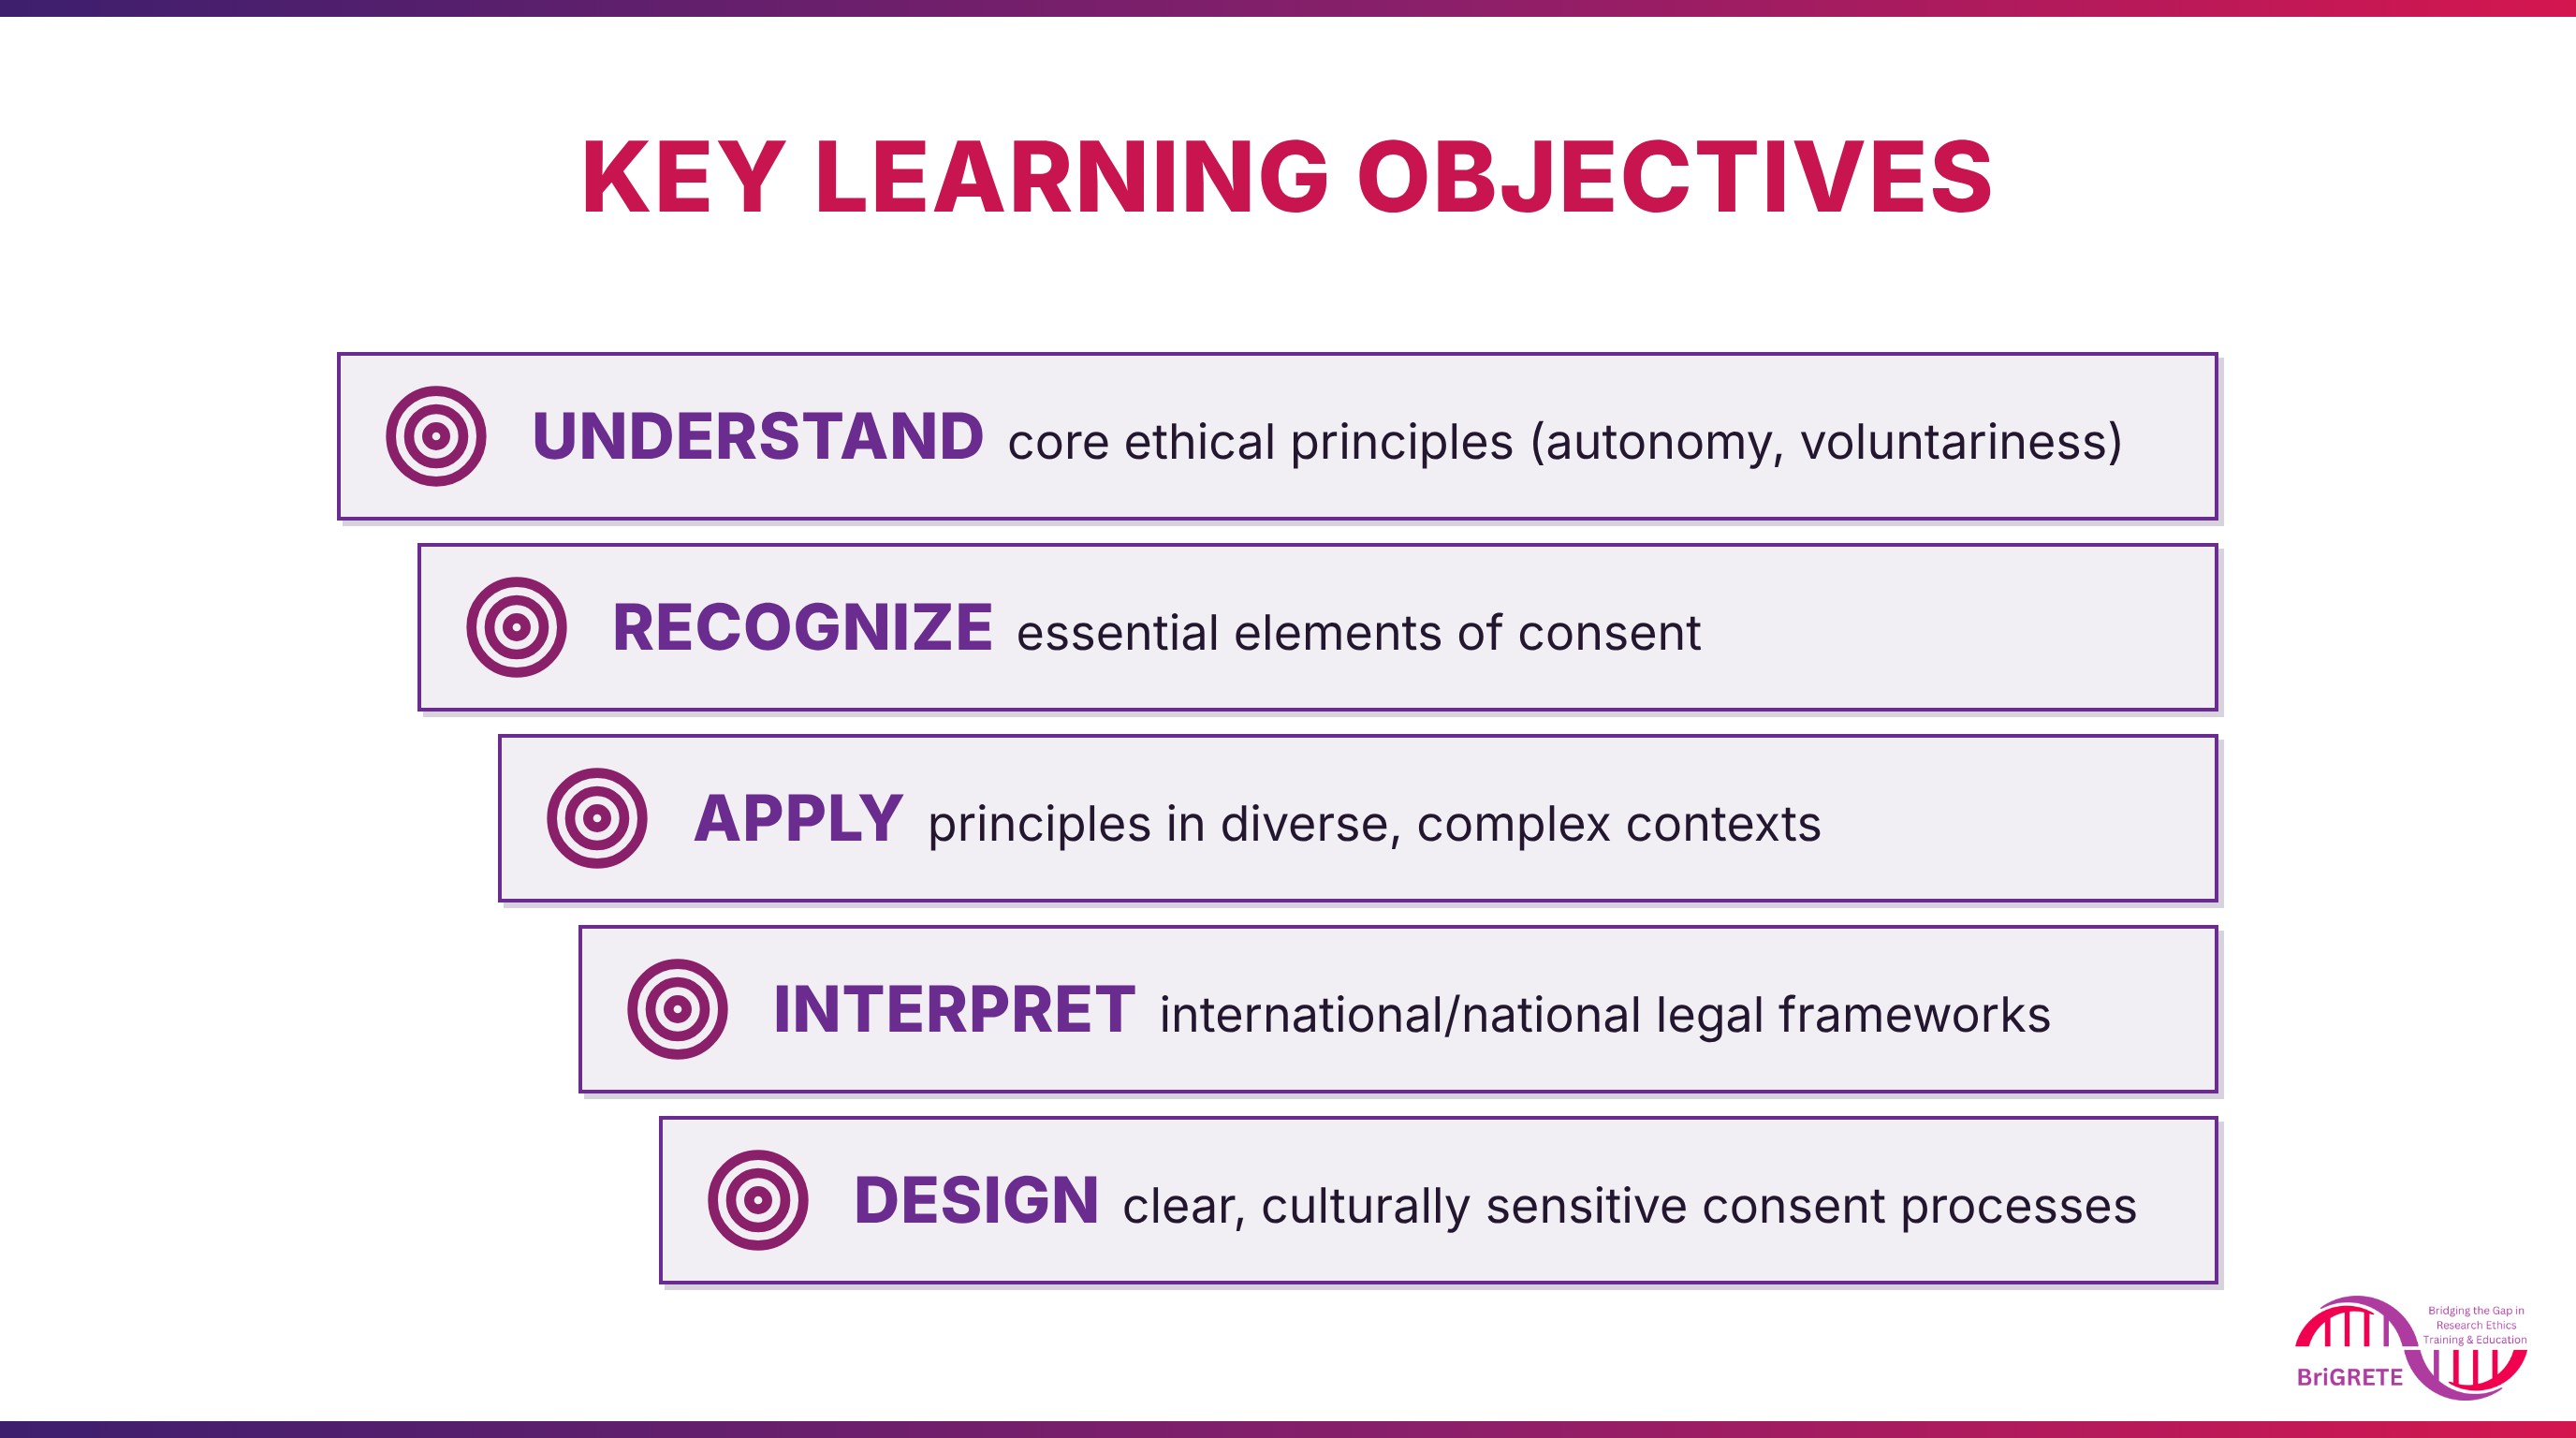 KEY LEARNING OBJECTIVES
UNDERSTAND core ethical principles (autonomy, voluntariness)
RECOGNIZE essential elements of consent
APPLY principles in diverse, complex contexts
INTERPRET international/national legal frameworks
DESIGN clear, culturally sensitive consent processes
Bridging the Gap in
Research Ethics
Training & Education
BriGRETE